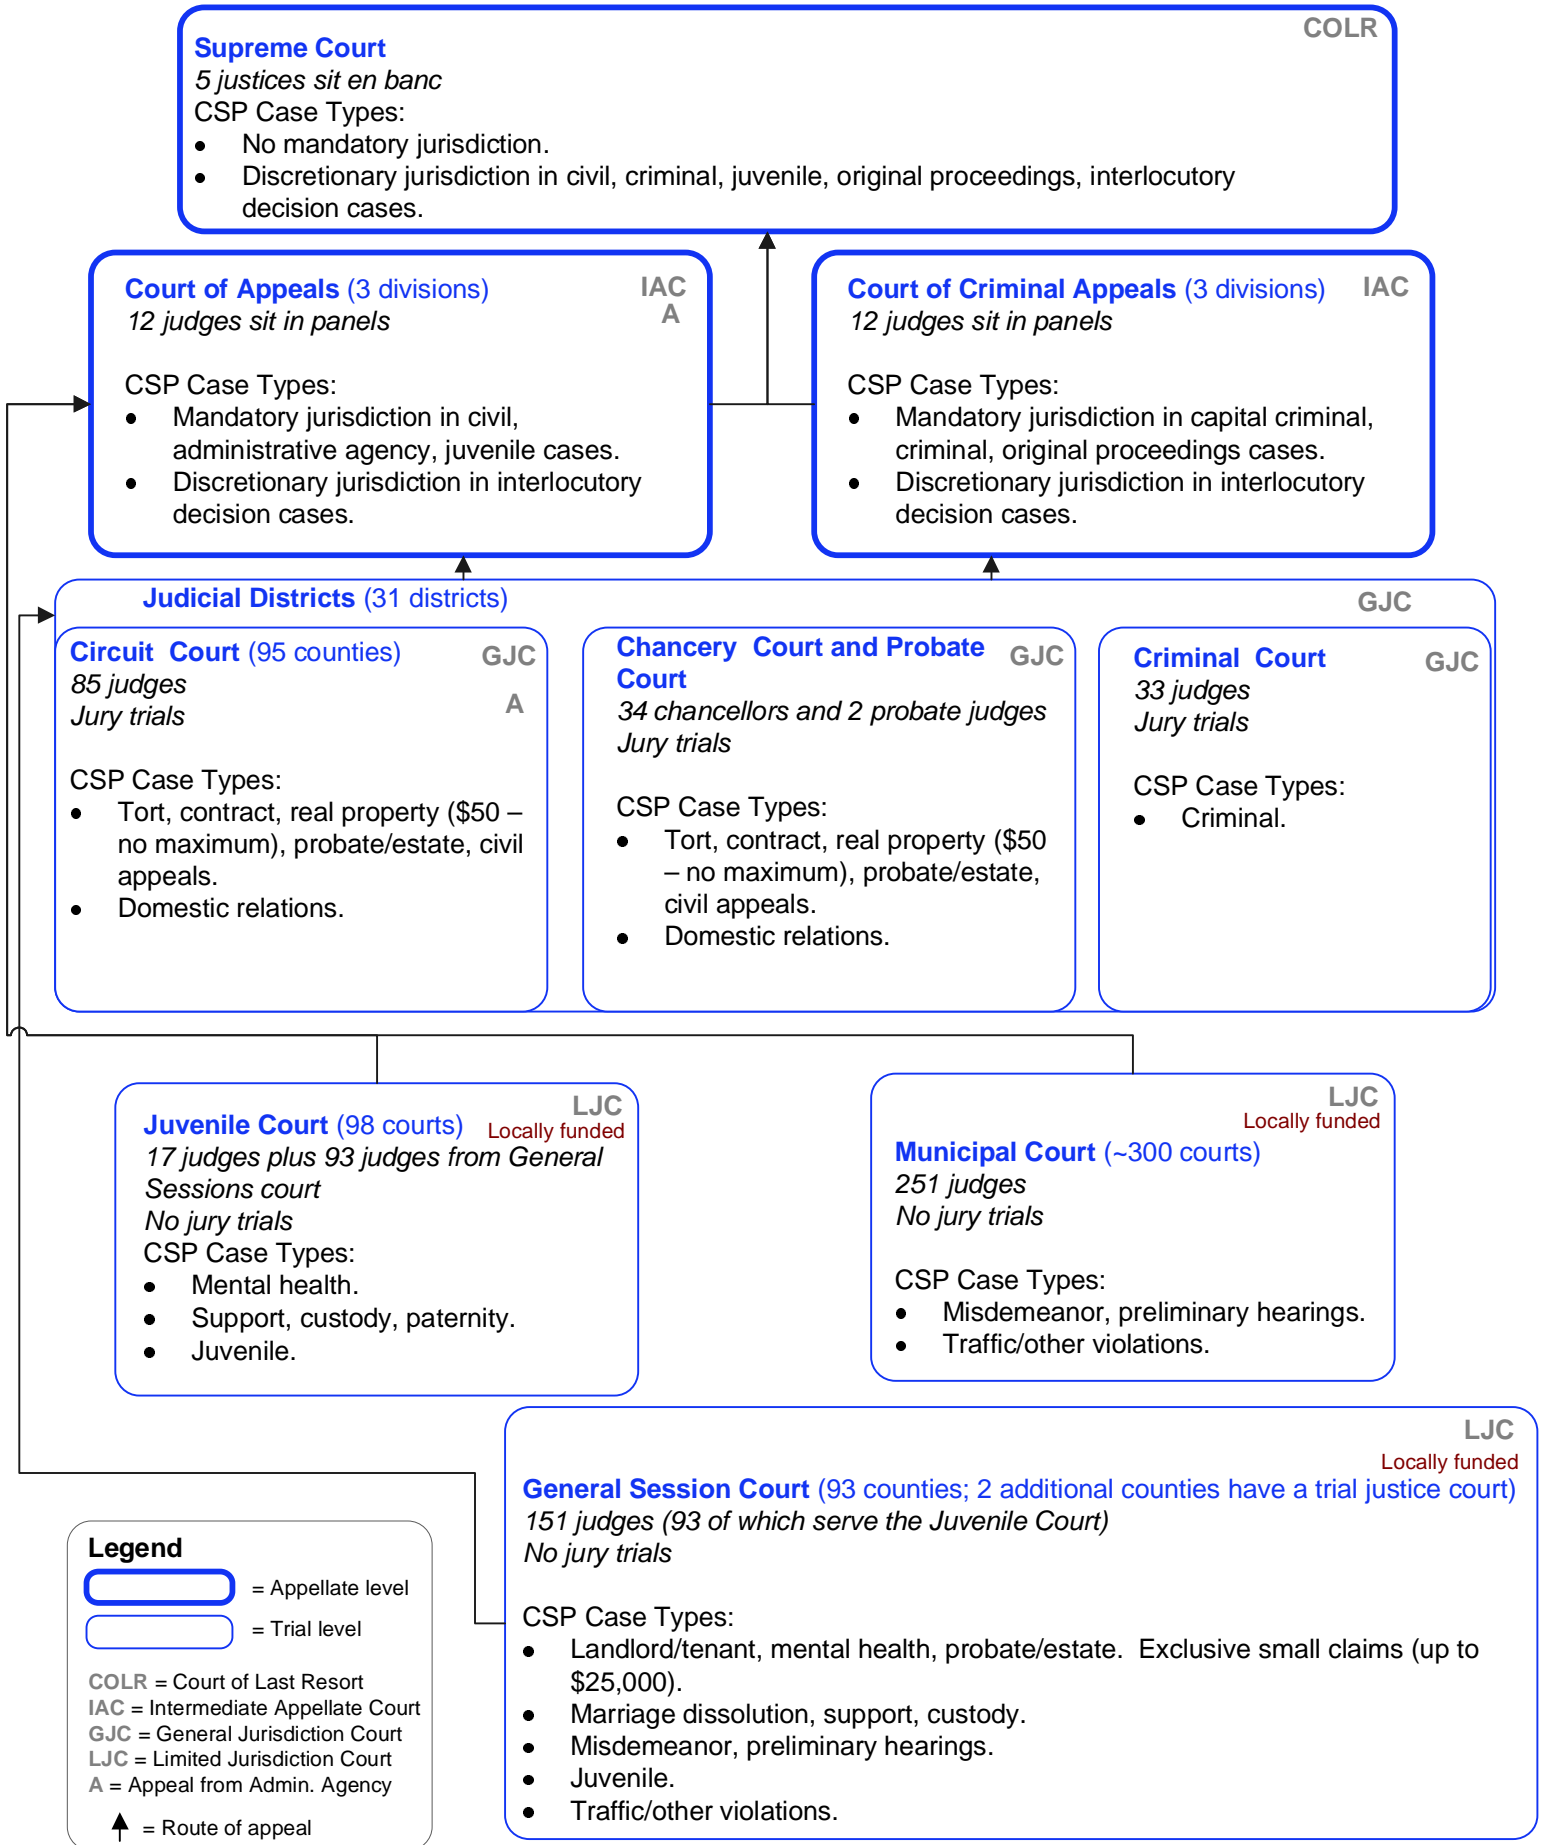 COLR
Supreme Court
5 justices sit en banc
CSP Case Types:
• No mandatory jurisdiction.
• Discretionary jurisdiction in civil, criminal, juvenile, original proceedings, interlocutory
decision cases.
Court of Appeals (3 divisions)
IAC
A
12 judges sit in panels
CSP Case Types:
• Mandatory jurisdiction in civil,
administrative agency, juvenile cases.
• Discretionary jurisdiction in interlocutory
decision cases.
Court of Criminal Appeals (3 divisions)
IAC
12 judges sit in panels
CSP Case Types:
• Mandatory jurisdiction in capital criminal,
criminal, original proceedings cases.
• Discretionary jurisdiction in interlocutory
decision cases.
Judicial Districts (31 districts)
GJC
Circuit Court (95 counties)
GJC
85 judges
A
Jury trials
CSP Case Types:
• Tort, contract, real property ($50 –
no maximum), probate/estate, civil
appeals.
• Domestic relations.
Chancery Court and Probate
Court
GJC
34 chancellors and 2 probate judges
Jury trials
CSP Case Types:
• Tort, contract, real property ($50
– no maximum), probate/estate,
civil appeals.
• Domestic relations.
Criminal Court
GJC
33 judges
Jury trials
CSP Case Types:
• Criminal.
LJC
Juvenile Court (98 courts)
Locally funded
17 judges plus 93 judges from General
Sessions court
No jury trials
CSP Case Types:
• Mental health.
• Support, custody, paternity.
• Juvenile.
LJC
Locally funded
Municipal Court (~300 courts)
251 judges
No jury trials
CSP Case Types:
• Misdemeanor, preliminary hearings.
• Traffic/other violations.
LJC
Locally funded
General Session Court (93 counties; 2 additional counties have a trial justice court)
151 judges (93 of which serve the Juvenile Court)
No jury trials
CSP Case Types:
• Landlord/tenant, mental health, probate/estate. Exclusive small claims (up to
$25,000).
• Marriage dissolution, support, custody.
• Misdemeanor, preliminary hearings.
• Juvenile.
• Traffic/other violations.
Legend
= Appellate level
= Trial level
COLR = Court of Last Resort
IAC = Intermediate Appellate Court
GJC = General Jurisdiction Court
LJC = Limited Jurisdiction Court
A = Appeal from Admin. Agency
= Route of appeal